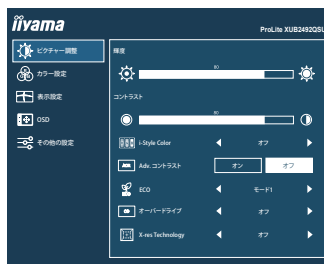 iiyama
ProLite XUB2492QSU
ピクチャー調整
カラー設定
表示設定
OSD
その他の設定
輝度
80
コントラスト
80
i-Style Color オフ
Adv. コントラスト オン オフ
ECO モード1
オーバードライブ オフ
X-res Technology オフ